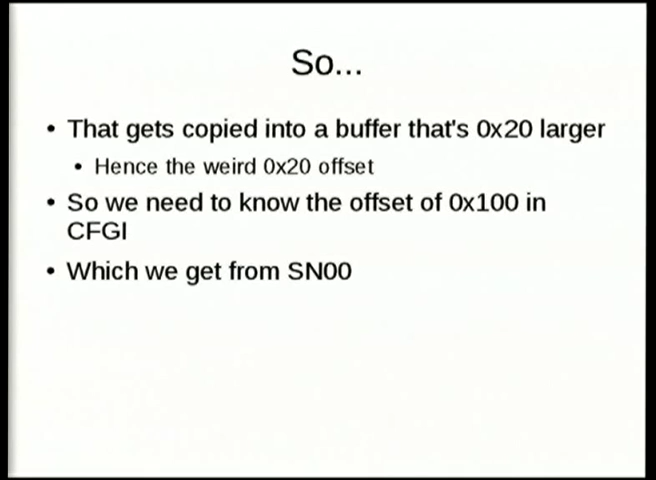 So...
• That gets copied into a buffer that's 0x20 larger
• Hence the weird 0x20 offset
• So we need to know the offset of 0x100 in
CFGI
• Which we get from SN00